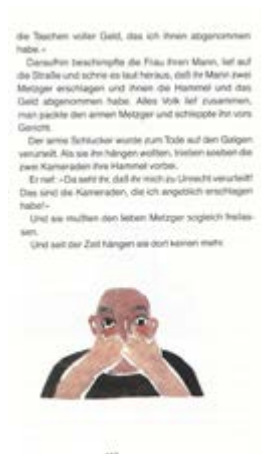 die Taschen voller Geld, das ich ihnen abgenommen
habe.«
Daraufhin beschimpfte die Frau ihren Mann, lief auf
die Straße und schrie es laut heraus, daß ihr Mann zwei
Metzger erschlagen und ihnen die Hammel und das
Geld abgenommen habe. Alles Volk lief zusammen,
man packte den armen Metzger und schleppte ihn vors
Gericht.
Der arme Schlucker wurde zum Tode auf den Galgen
verurteilt. Als sie ihn hängen wollten, trieben soeben die
zwei Kameraden ihre Hammel vorbei.
Er rief: »Da seht ihr, daß ihr mich zu Unrecht verurteilt!
Das sind die Kameraden, die ich angeblich erschlagen
habe!«
Und sie mußten den lieben Metzger sogleich freilas-
sen.
Und seit der Zeit hängen sie dort keinen mehr.